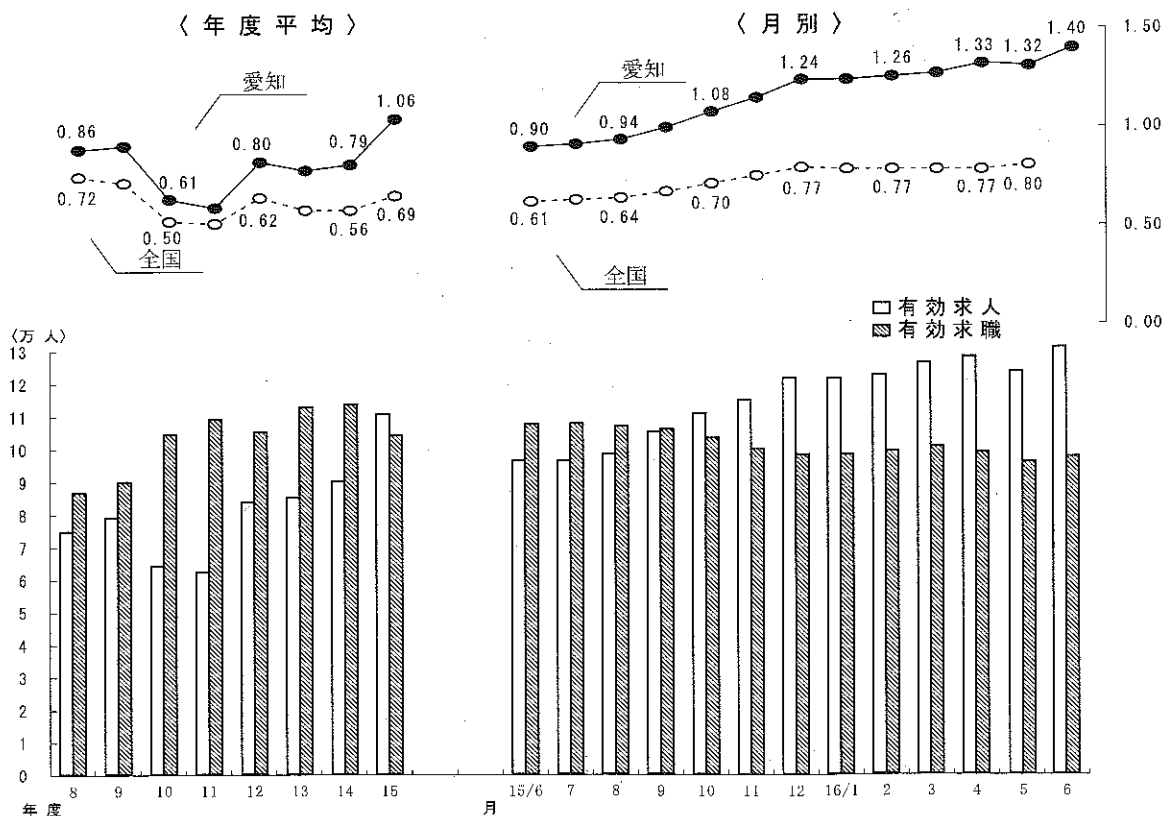 〈 年 度 平 均 〉
〈 月 別 〉
愛知
0.86 0.61 0.80 0.79 1.06
0.72 0.50 0.62 0.56 0.69
全国
愛知
0.90 0.94 1.08 1.24 1.26 1.33 1.32 1.40
0.61 0.64 0.70 0.77 0.77 0.77 0.80
全国
1.50
1.00
0.50
0.00
有 効 求 人
有 効 求 職
(万 人)
13
12
11
10
9
8
7
6
5
4
3
2
1
0
8 9 10 11 12 13 14 15
年 度
15/6 7 8 9 10 11 12 16/1 2 3 4 5 6
月